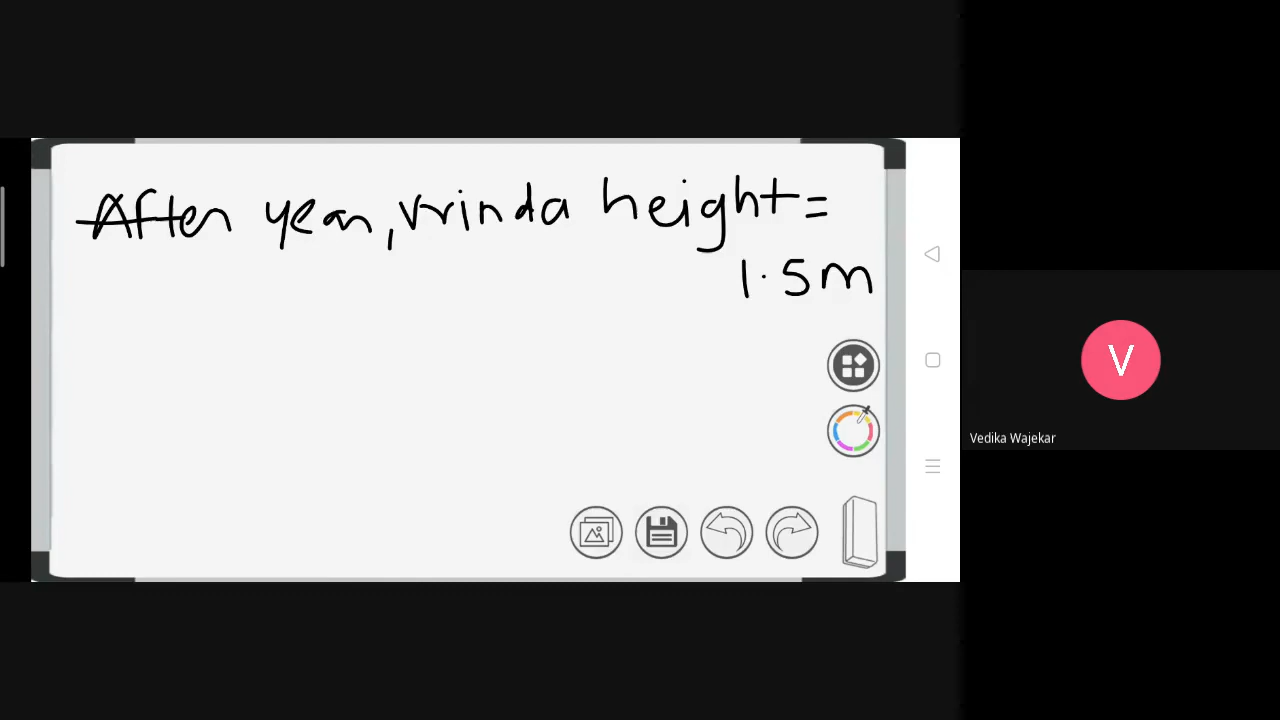 After year, Vrinda height =
1.5m
V
Vedika Wajekar